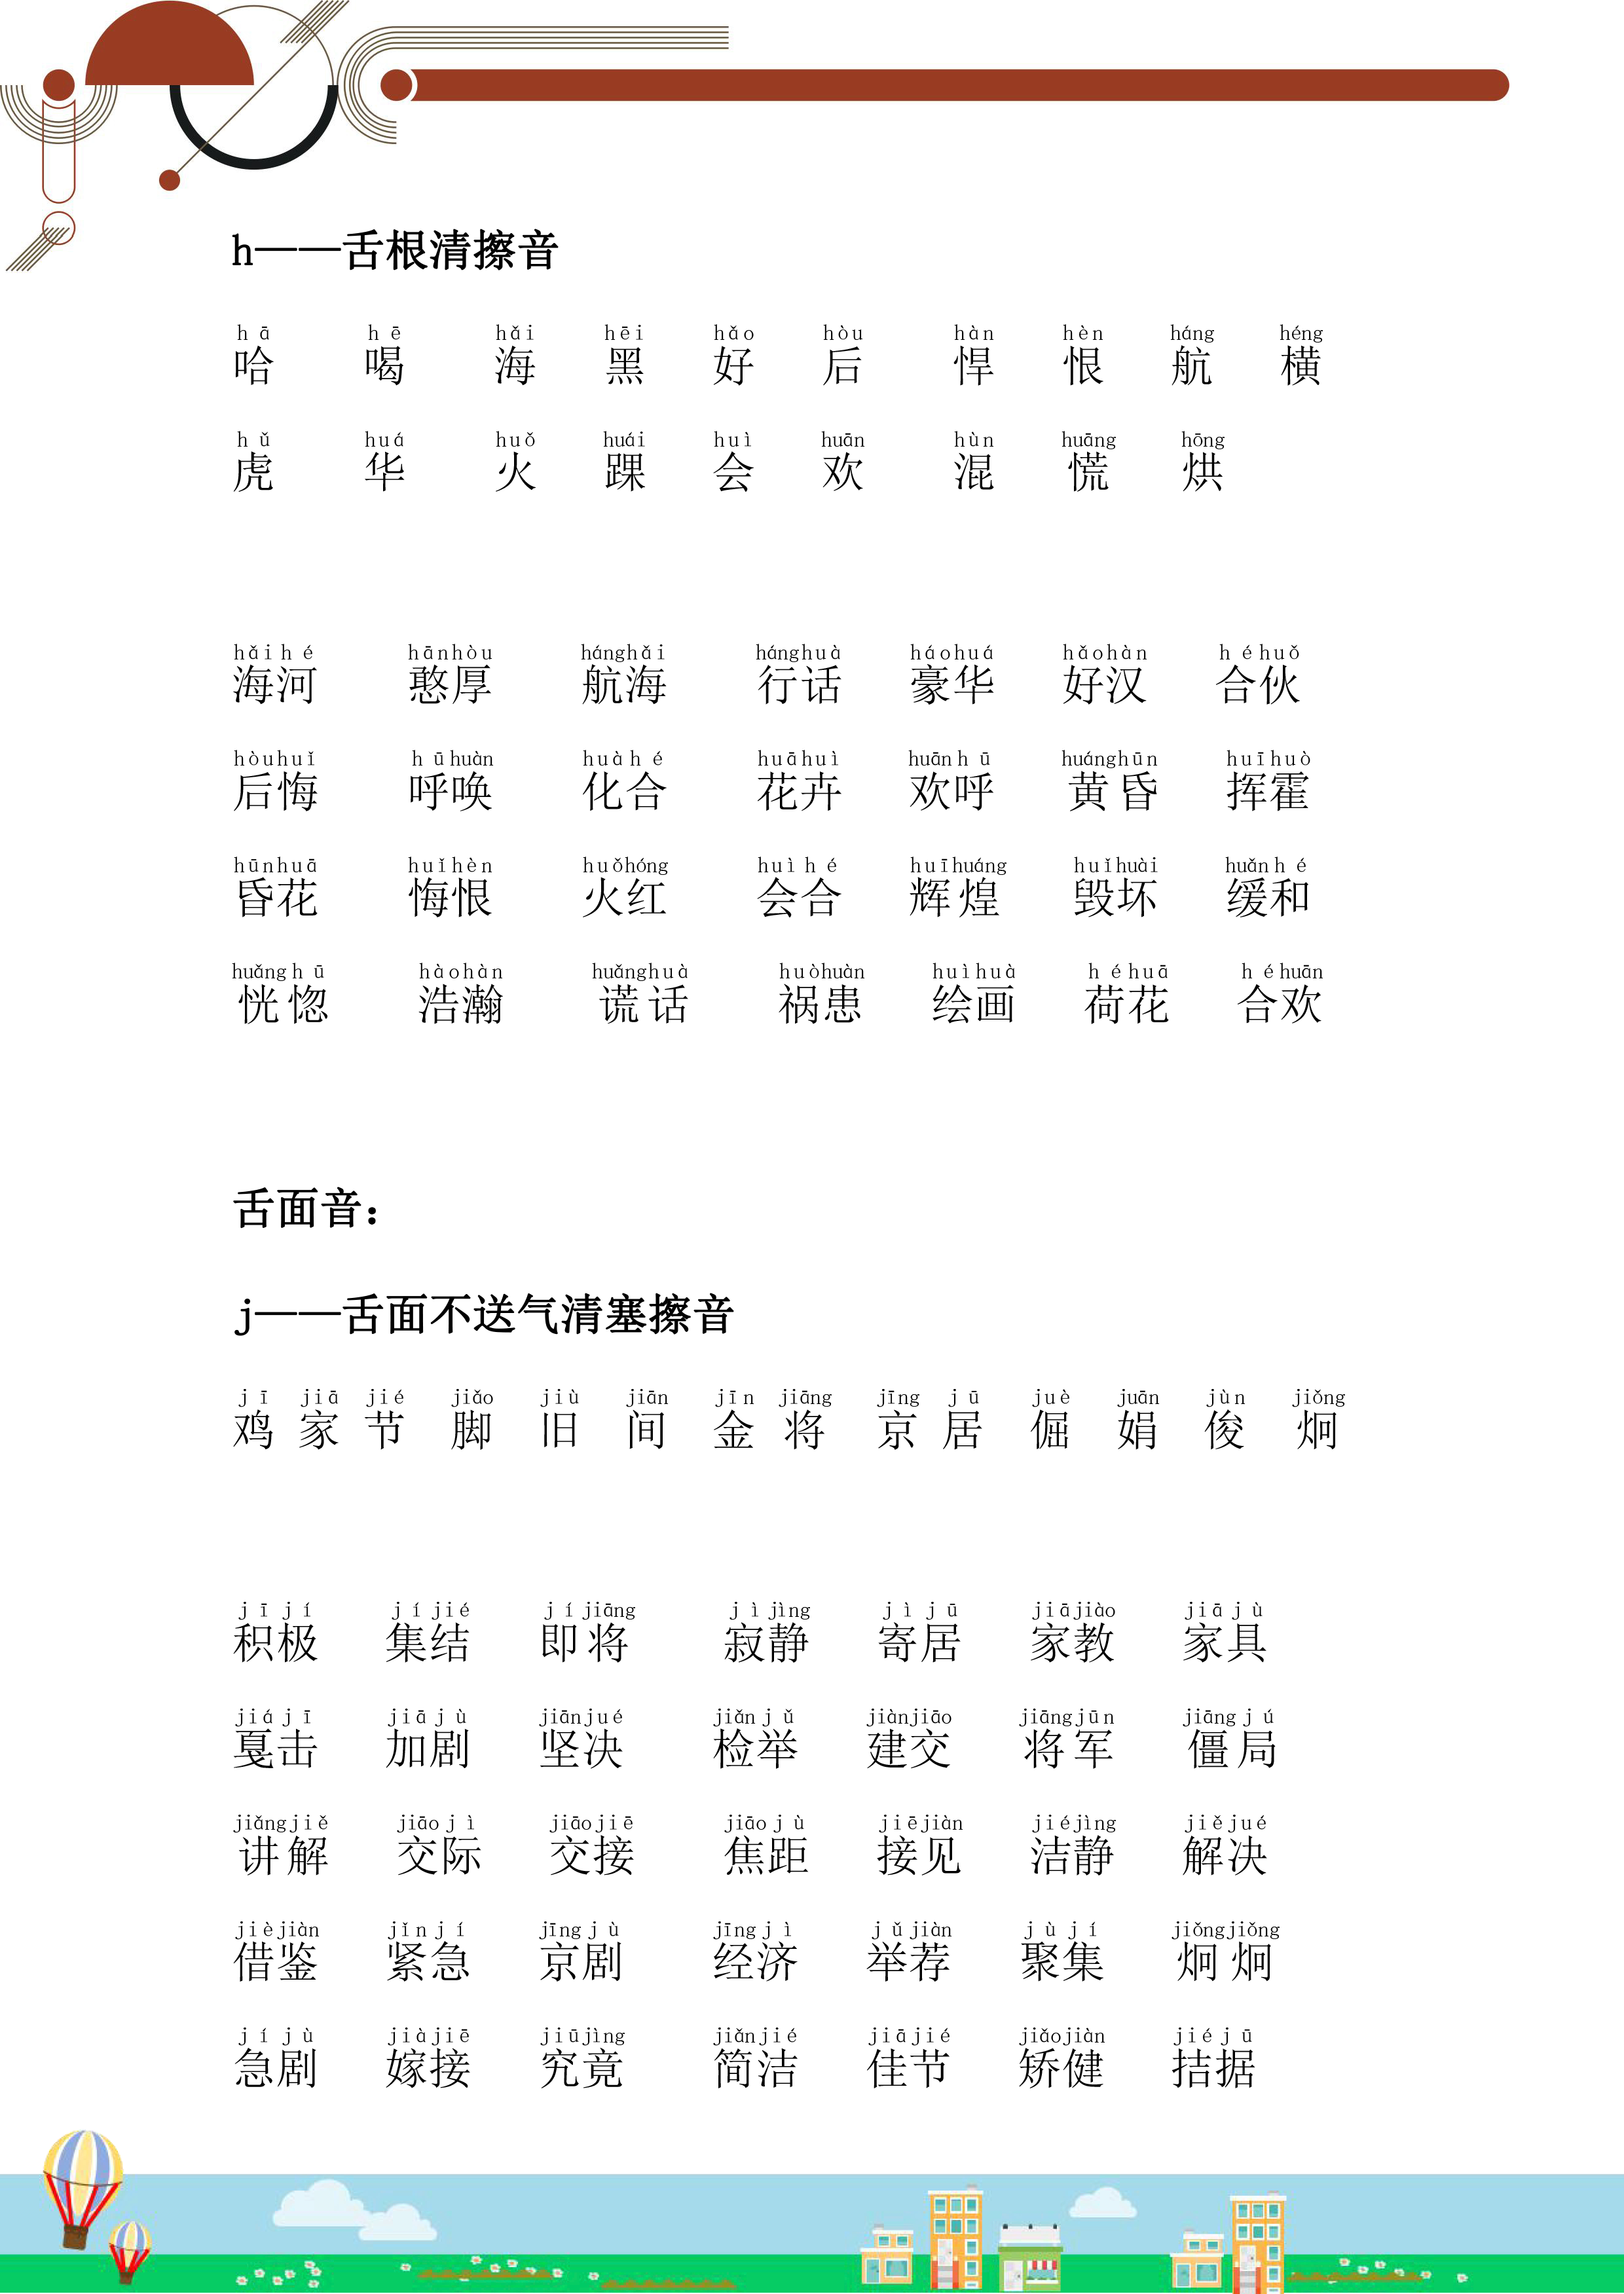 h——舌根清擦音
hā hē hǎi hēi hǎo hòu hàn hèn háng héng
哈 喝 海 黑 好 后 悍 恨 航 横
hǔ huá huǒ huái huì huān hùn huāng hōng
虎 华 火 踝 会 欢 混 慌 烘
hǎihé hānhòu hánghǎi hánghuà háohuá hǎohàn héhuǒ
海河 憨厚 航海 行话 豪华 好汉 合伙
hòuhuǐ hūhuàn huàhé huāhuì huānhū huánghūn huīhuò
后悔 呼唤 化合 花卉 欢呼 黄昏 挥霍
hūnhuā huǐhèn huǒhóng huìhé huīhuáng huǐhuài huǎnhé
昏花 悔恨 火红 会合 辉煌 毁坏 缓和
huǎnghū hàohàn huǎnghuà huòhuàn huìhuà héhuā héhuān
恍惚 浩瀚 谎话 祸患 绘画 荷花 合欢
舌面音：
j——舌面不送气清塞擦音
jī jiā jié jiǎo jiù jiān jīn jiāng jīng jū juè juān jùn jiǒng
鸡 家 节 脚 旧 间 金 将 京 居 倔 娟 俊 炯
jījí jíjié jíjiāng jìjìng jìjū jiājiào jiājù
积极 集结 即将 寂静 寄居 家教 家具
jiájī jiājù jiānjué jiǎnjǔ jiànjiāo jiāngjūn jiāngjú
戛击 加剧 坚决 检举 建交 将军 僵局
jiǎngjiě jiāojì jiāojiē jiāojù jiējiàn jiéjìng jiějué
讲解 交际 交接 焦距 接见 洁静 解决
jièjiàn jǐnjí jīngjù jīngjì jǔjiàn jùjí jiǒngjiǒng
借鉴 紧急 京剧 经济 举荐 聚集 炯炯
jíjù jiàjiē jiūjìng jiǎnjié jiājié jiǎojiàn jiéjū
急剧 嫁接 究竟 简洁 佳节 矫健 拮据